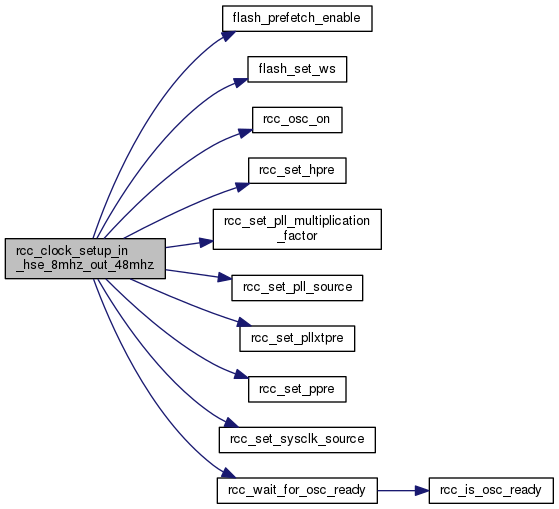 flash_prefetch_enable
flash_set_ws
rcc_osc_on
rcc_set_hpre
rcc_set_pll_multiplication
_factor
rcc_clock_setup_in
_hse_8mhz_out_48mhz
rcc_set_pll_source
rcc_set_pllxtpre
rcc_set_ppre
rcc_set_sysclk_source
rcc_wait_for_osc_ready
rcc_is_osc_ready